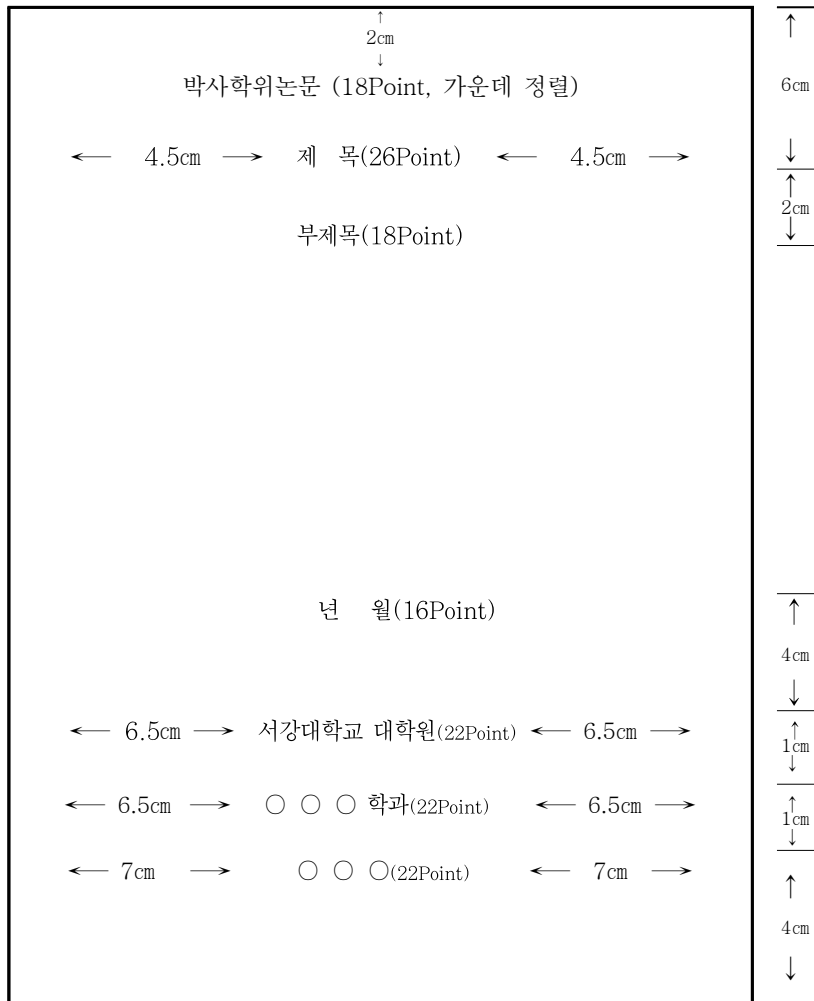 ↑
2㎝
↓
박사학위논문 (18Point, 가운데 정렬)
6㎝
← 4.5㎝ → 제 목(26Point) ← 4.5㎝ →
2㎝
부제목(18Point)
년 월(16Point)
4㎝
← 6.5㎝ → 서강대학교 대학원(22Point) ← 6.5㎝ →
1㎝
← 6.5㎝ → ○ ○ ○ 학과(22Point) ← 6.5㎝ →
1㎝
← 7㎝ → ○ ○ ○(22Point) ← 7㎝ →
4㎝